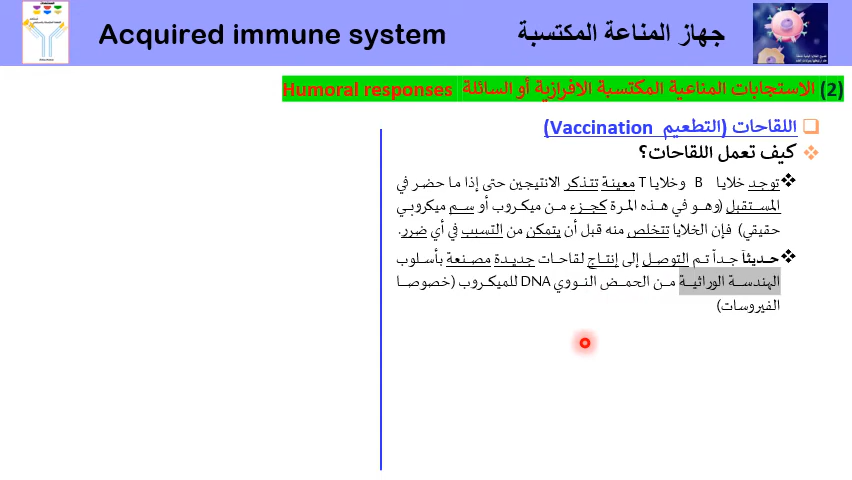 Acquired immune system جهاز المناعة المكتسبة
(2) الاستجابات المناعية المكتسبة الافرازية أو السائلة Humoral responses
اللقاحات (التطعيم Vaccination)
كيف تعمل اللقاحات؟
توجد خلايا B وخلايا T معينة تتذكر الانتيجين حتى إذا ما حضر في
المستقبل (وهو في هذه المرة كجزء من ميكروب أو سم ميكروبي
حقيقي) فإن الخلايا تتخلص منه قبل أن يتمكن من التسبب في أي ضرر.
حديثاً جداً تم التوصل إلى إنتاج لقاحات جديدة مصنعة بأسلوب
الهندسة الوراثية من الحمض النووي DNA للميكروب (خصوصا
الفيروسات)